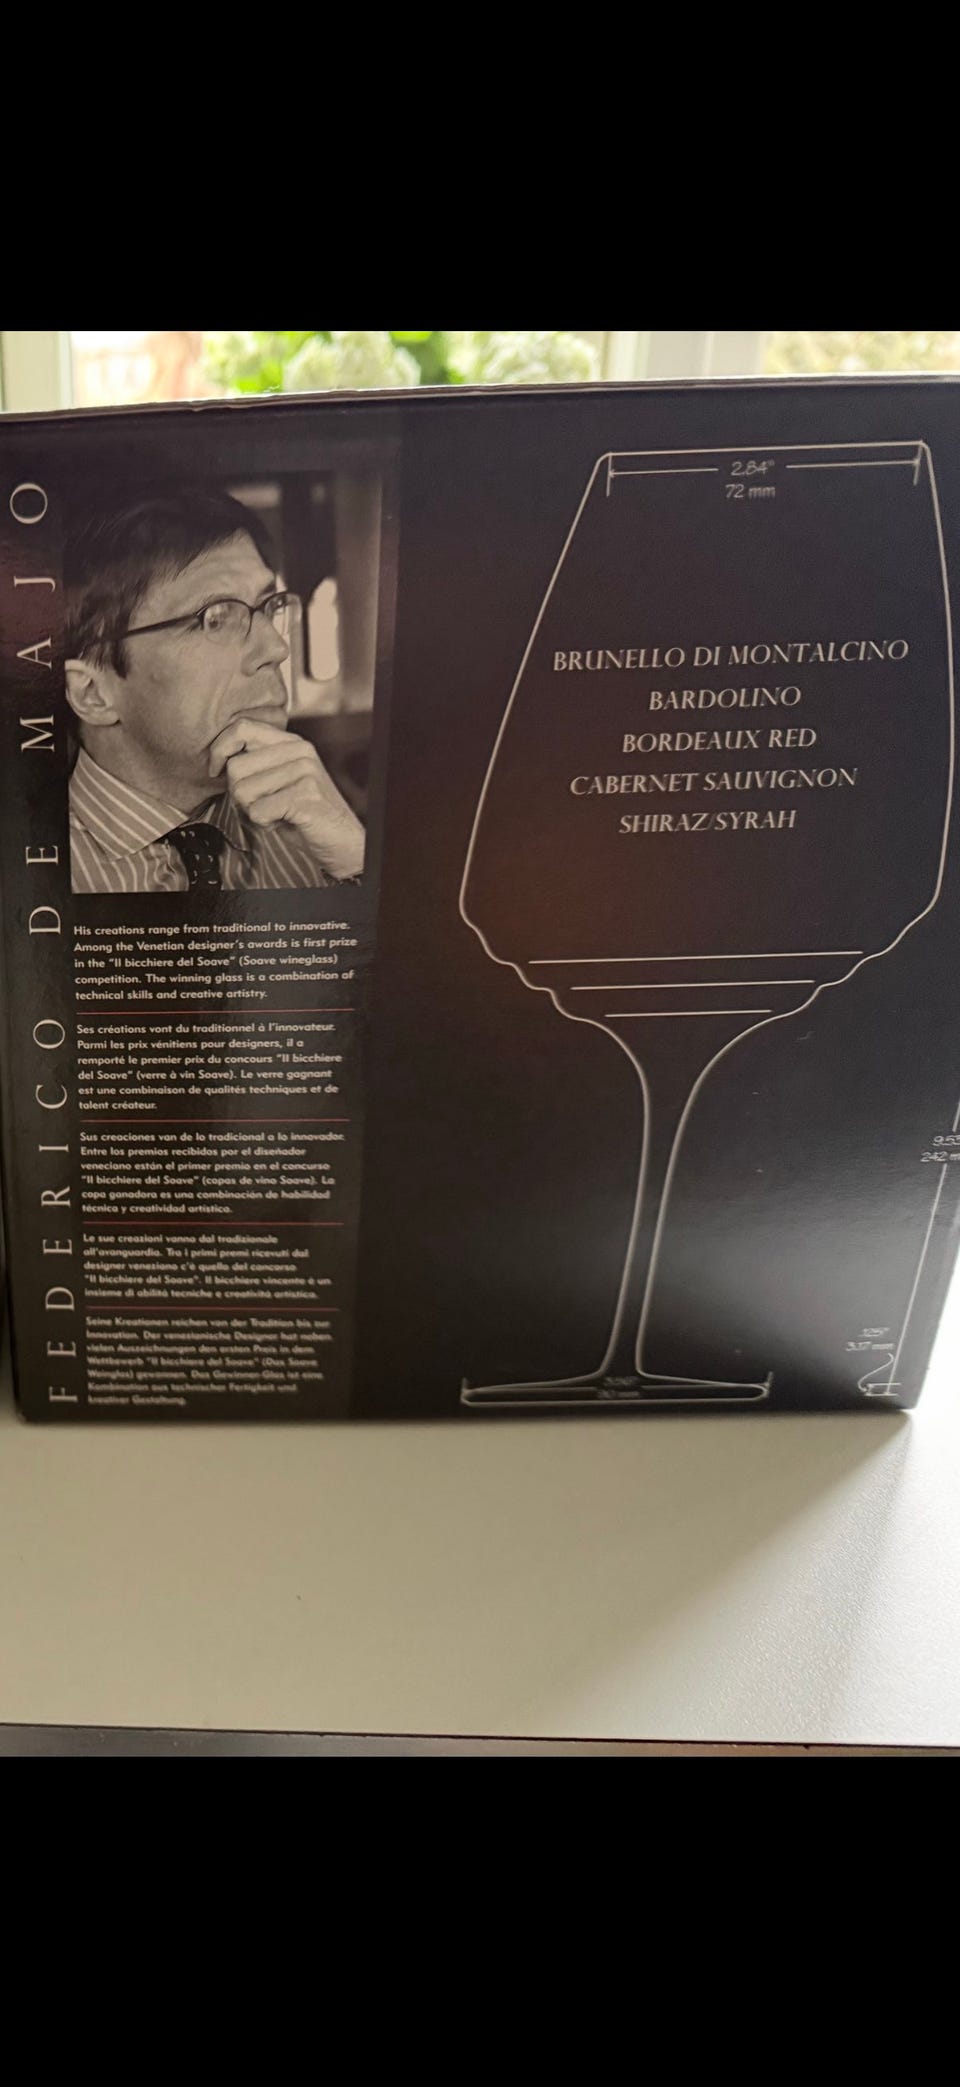 FEDERICO DE MAJO
His creations range from traditional to innovative.
Among the Venetian designer's awards is first prize
in the "Il bicchiere del Soave" (Soave wineglass)
competition. The winning glass is a combination of
technical skills and creative artistry.
Ses créations vont du traditionnel à l'innovateur.
Parmi les prix vénitiens pour designers, il a
remporté le premier prix du concours "Il bicchiere
del Soave" (verre à vin Soave). Le verre gagnant
est une combinaison de qualités techniques et de
talent créateur.
Sus creaciones van de lo tradicional a lo innovador.
Entre los premios recibidos por el diseñador
veneciano están el primer premio en el concurso
"Il bicchiere del Soave" (copas de vino Soave). La
copa ganadora es una combinación de habilidad
técnica y creatividad artística.
Le sue creazioni vanno dal tradizionale
all'avanguardia. Tra i primi premi ricevuti dal
designer veneziano c'è quello del concorso
"Il bicchiere del Soave". Il bicchiere vincente è un
insieme di abilità tecniche e creatività artistica.
Seine Kreationen reichen von der Tradition bis zur
Innovation. Der venezianische Designer hat neben
vielen Auszeichnungen den ersten Preis in dem
Wettbewerb "Il bicchiere del Soave" (Das Soave
Weinglas) gewonnen. Das Gewinner-Glas ist eine
Kombination aus technischer Fertigkeit und
kreativer Gestaltung.
2.84"
72 mm
BRUNELLO DI MONTALCINO
BARDOLINO
BORDEAUX RED
CABERNET SAUVIGNON
SHIRAZ/SYRAH
9.53
242 m
.125"
3.17 mm